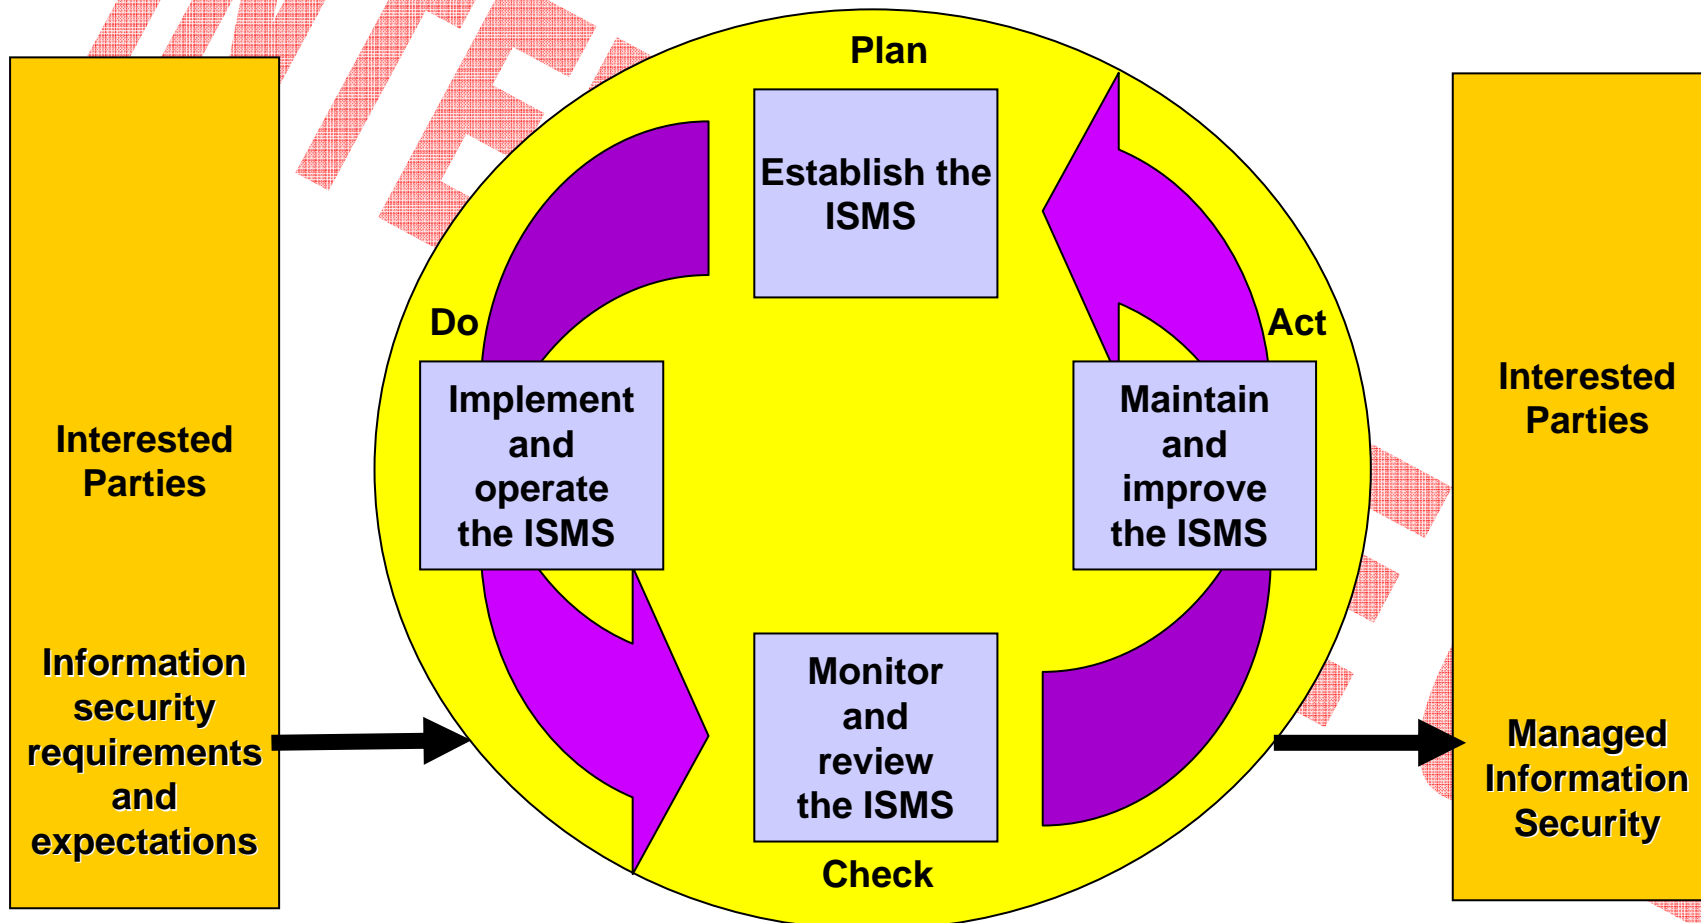 Plan
Establish the
ISMS
Do
Act
Implement
and
operate
the ISMS
Maintain
and
improve
the ISMS
Interested
Parties
Interested
Parties
Information
security
requirements
and
expectations
Monitor
and
review
the ISMS
Managed
Information
Security
Check